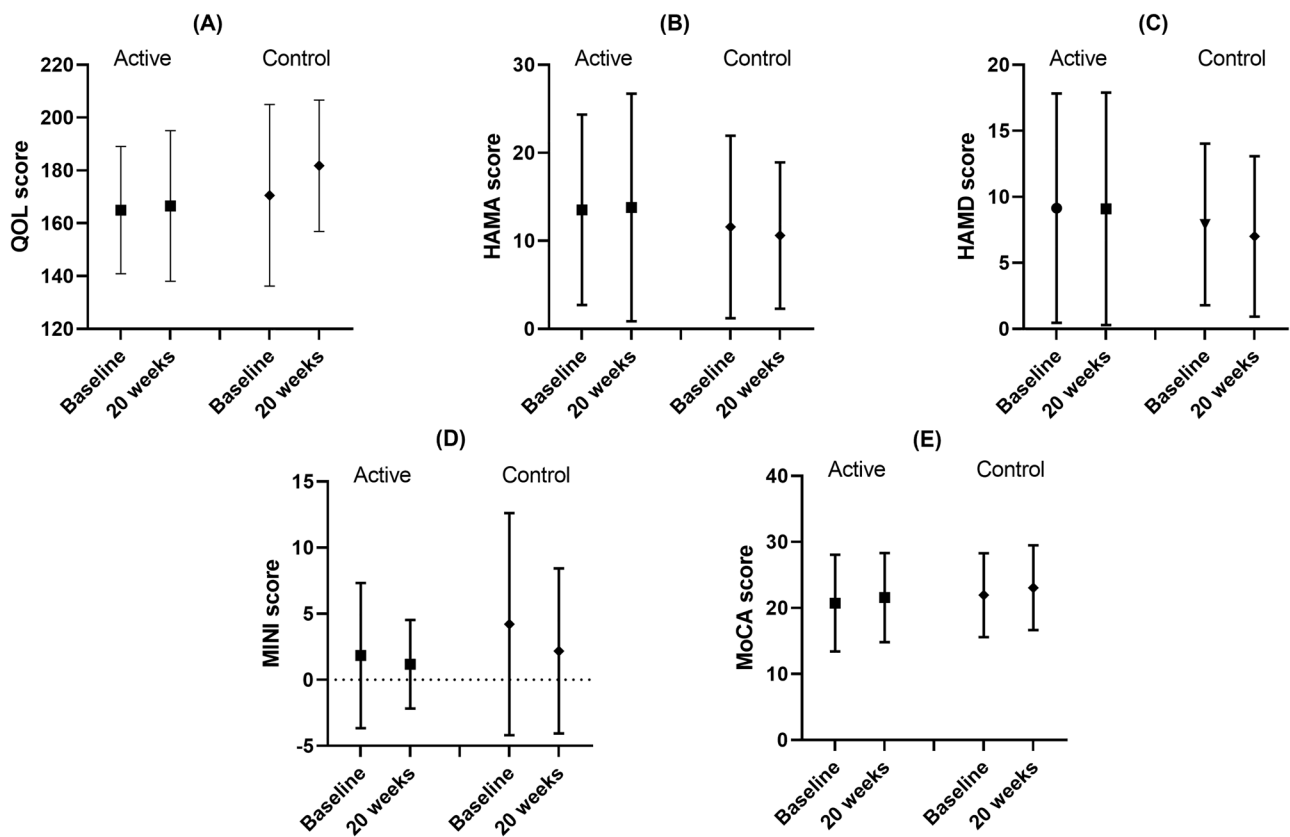 (A)
Active Control
QOL score
220
200
180
160
140
120
Baseline
20 weeks
Baseline
20 weeks
(B)
Active Control
HAMA score
30
20
10
0
Baseline
20 weeks
Baseline
20 weeks
(C)
Active Control
HAMD score
20
15
10
5
0
Baseline
20 weeks
Baseline
20 weeks
(D)
Active Control
MINI score
15
10
5
0
-5
Baseline
20 weeks
Baseline
20 weeks
(E)
Active Control
MoCA score
40
30
20
10
0
Baseline
20 weeks
Baseline
20 weeks